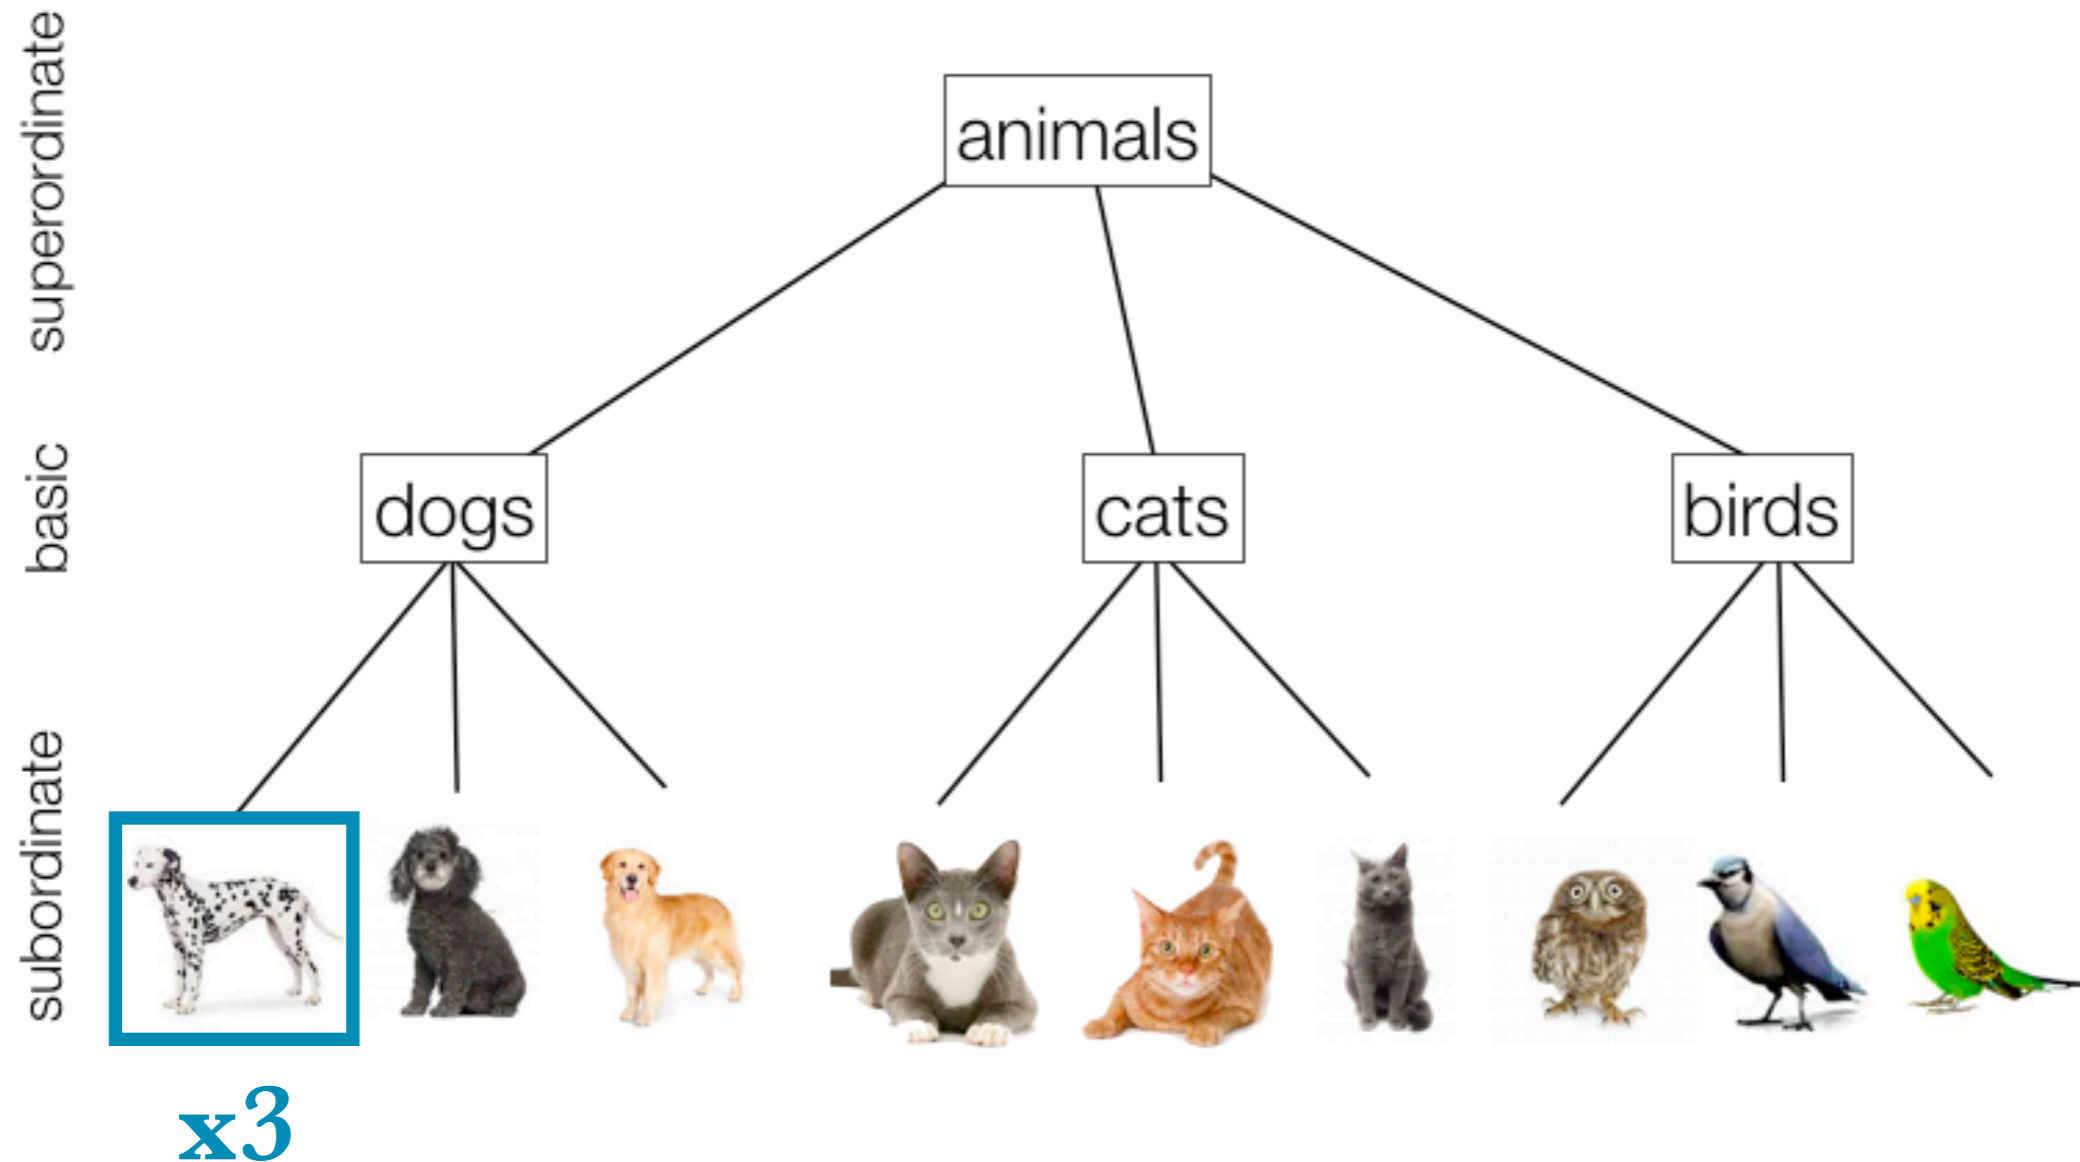 superordinate
animals
basic
dogs
cats
birds
subordinate
x3